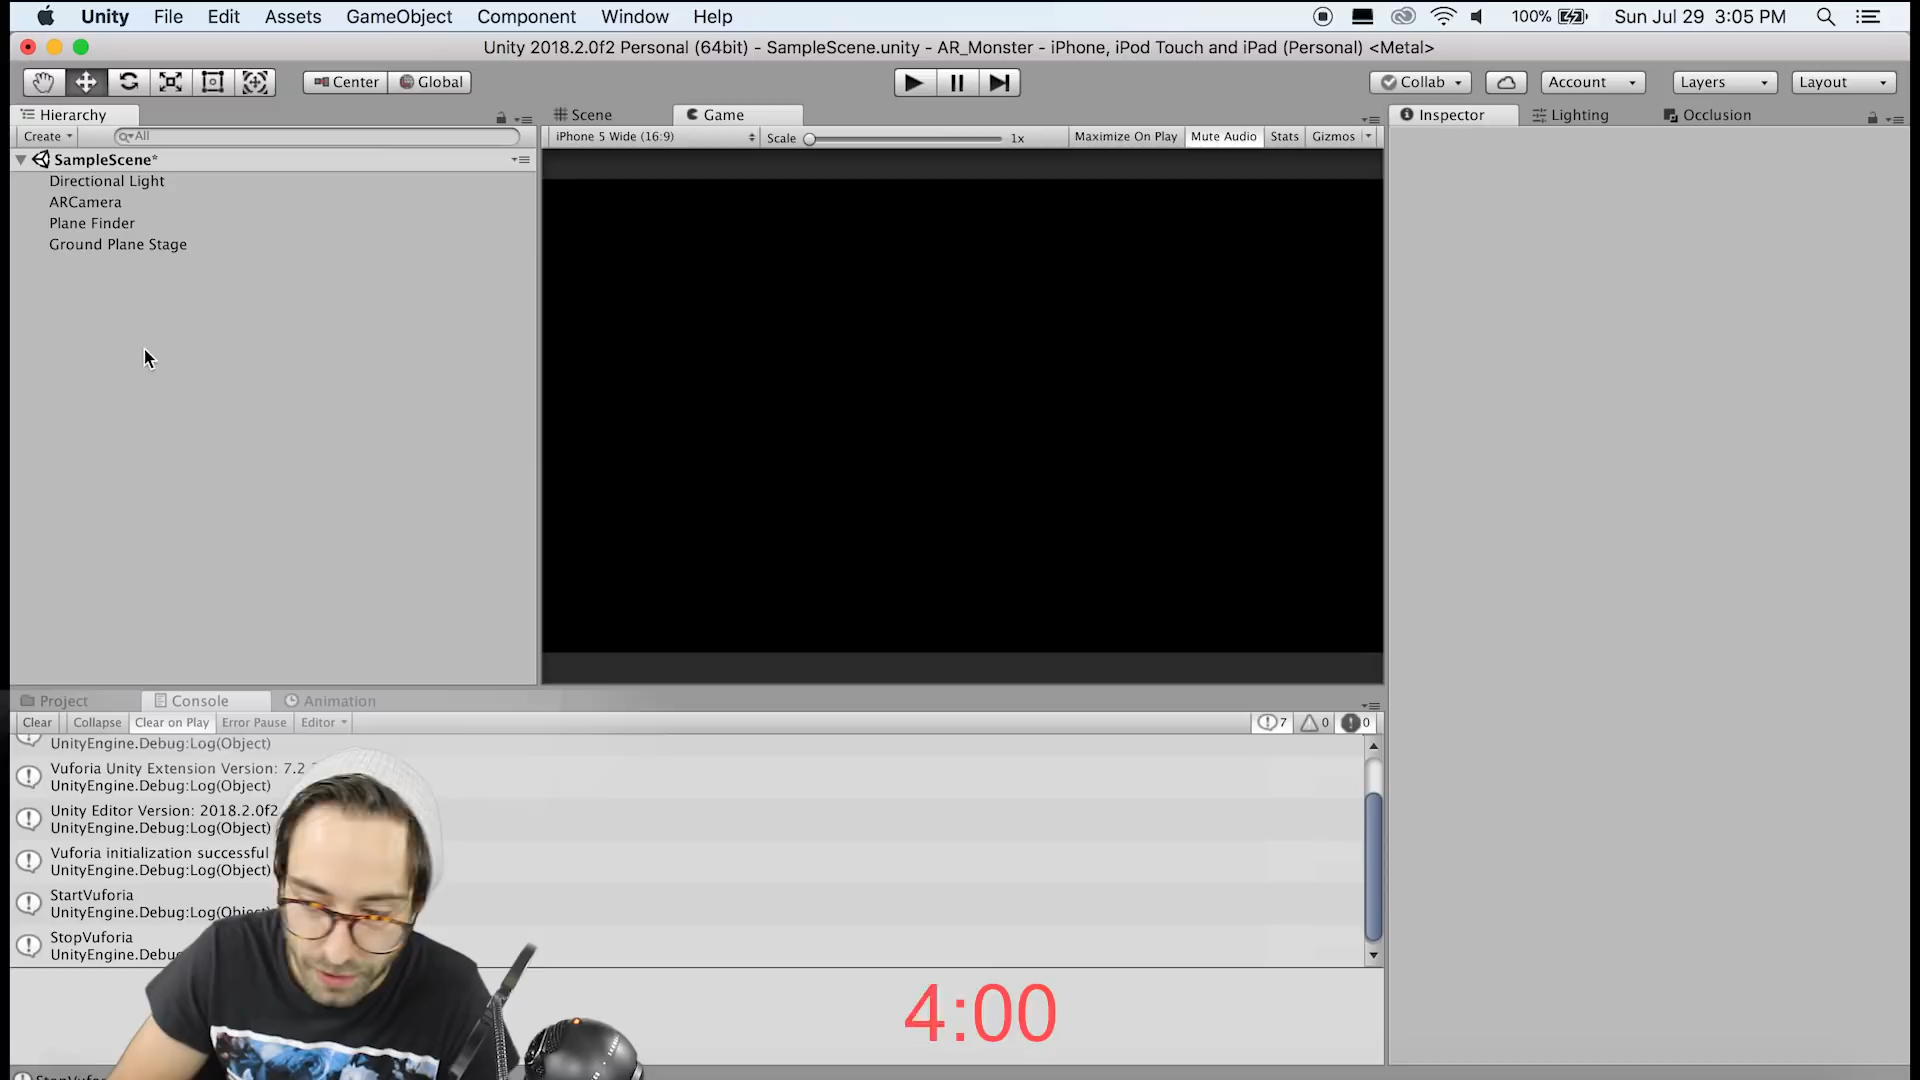 Unity File Edit Assets GameObject Component Window Help 100% Sun Jul 29 3:05 PM
Unity 2018.2.0f2 Personal (64bit) - SampleScene.unity - AR_Monster - iPhone, iPod Touch and iPad (Personal) <Metal>
Center Global Collab Account Layers Layout
Hierarchy Scene Game Inspector Lighting Occlusion
Create All iPhone 5 Wide (16:9) Scale 1x Maximize On Play Mute Audio Stats Gizmos
SampleScene*
Directional Light
ARCamera
Plane Finder
Ground Plane Stage
Project Console Animation
Clear Collapse Clear on Play Error Pause Editor 7 0 0
UnityEngine.Debug:Log(Object)
Vuforia Unity Extension Version: 7.2
UnityEngine.Debug:Log(Object)
Unity Editor Version: 2018.2.0f2
UnityEngine.Debug:Log(Object)
Vuforia initialization successful
UnityEngine.Debug:Log(Object)
StartVuforia
UnityEngine.Debug:Log(Object)
StopVuforia
UnityEngine.Debu
4:00